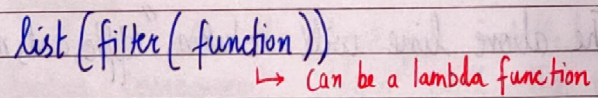 list (filter (function))
↳ Can be a lambda function